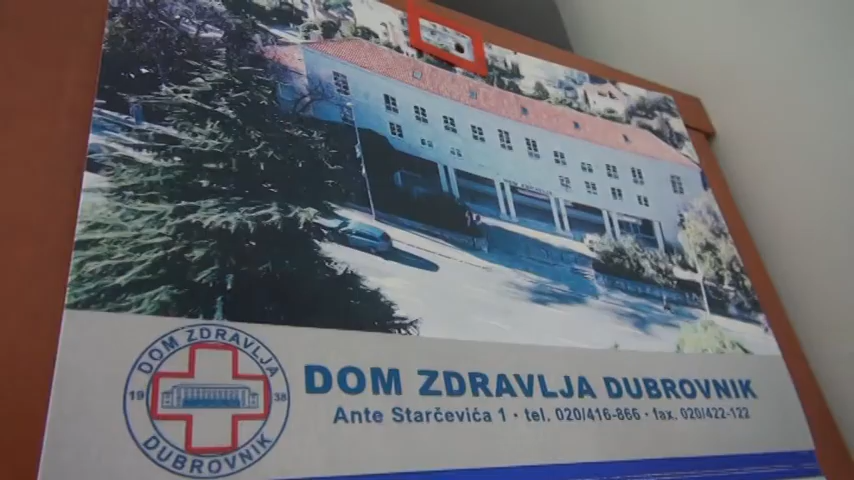 DOM ZDRAVLJA
19 38
DUBROVNIK
DOM ZDRAVLJA DUBROVNIK
Ante Starčevića 1 · tel. 020/416-866 · fax. 020/422-122